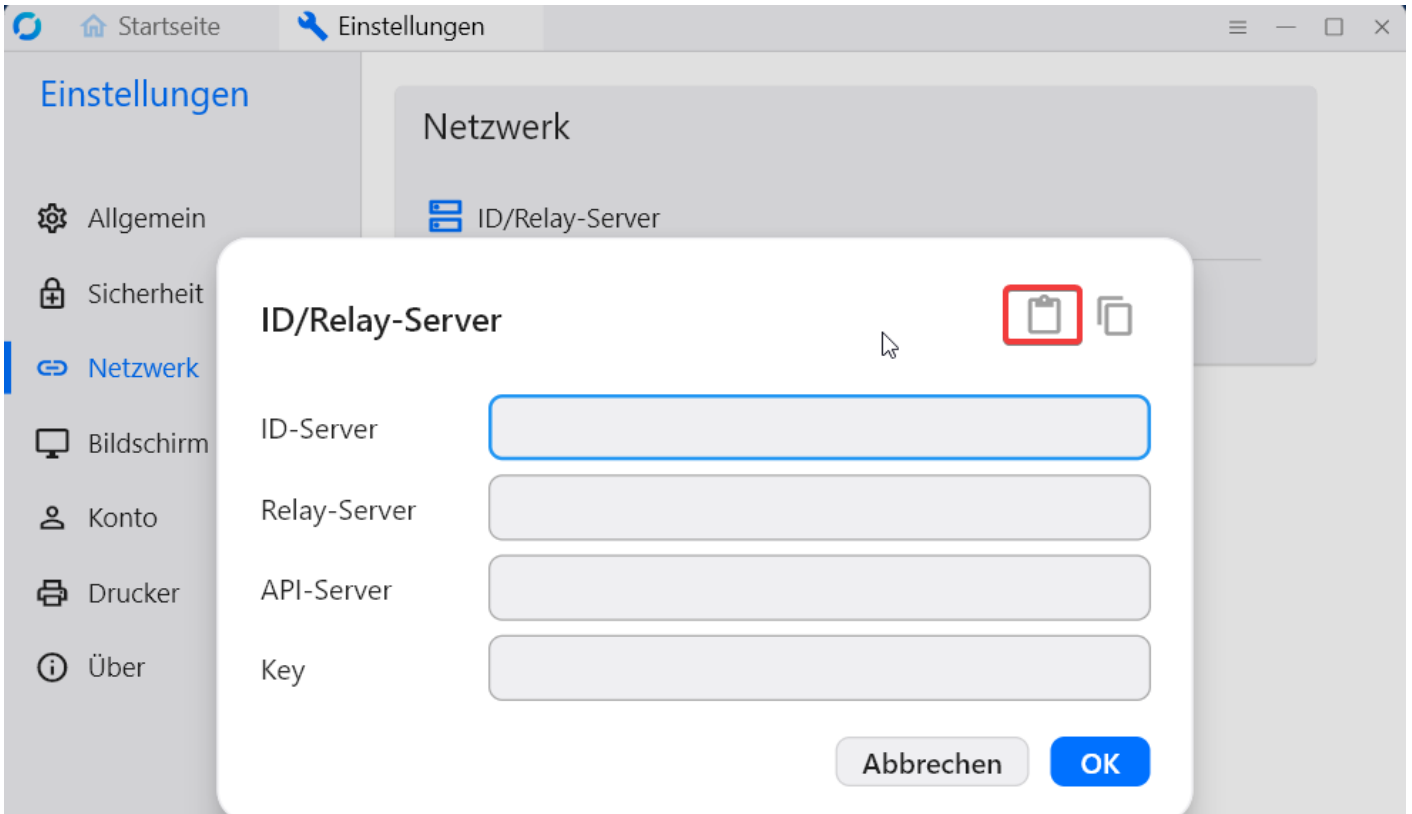 Startseite
Einstellungen
Einstellungen
Netzwerk
ID/Relay-Server
Allgemein
Sicherheit
Netzwerk
Bildschirm
Konto
Drucker
Über
ID/Relay-Server
ID-Server
Relay-Server
API-Server
Key
Abbrechen
OK